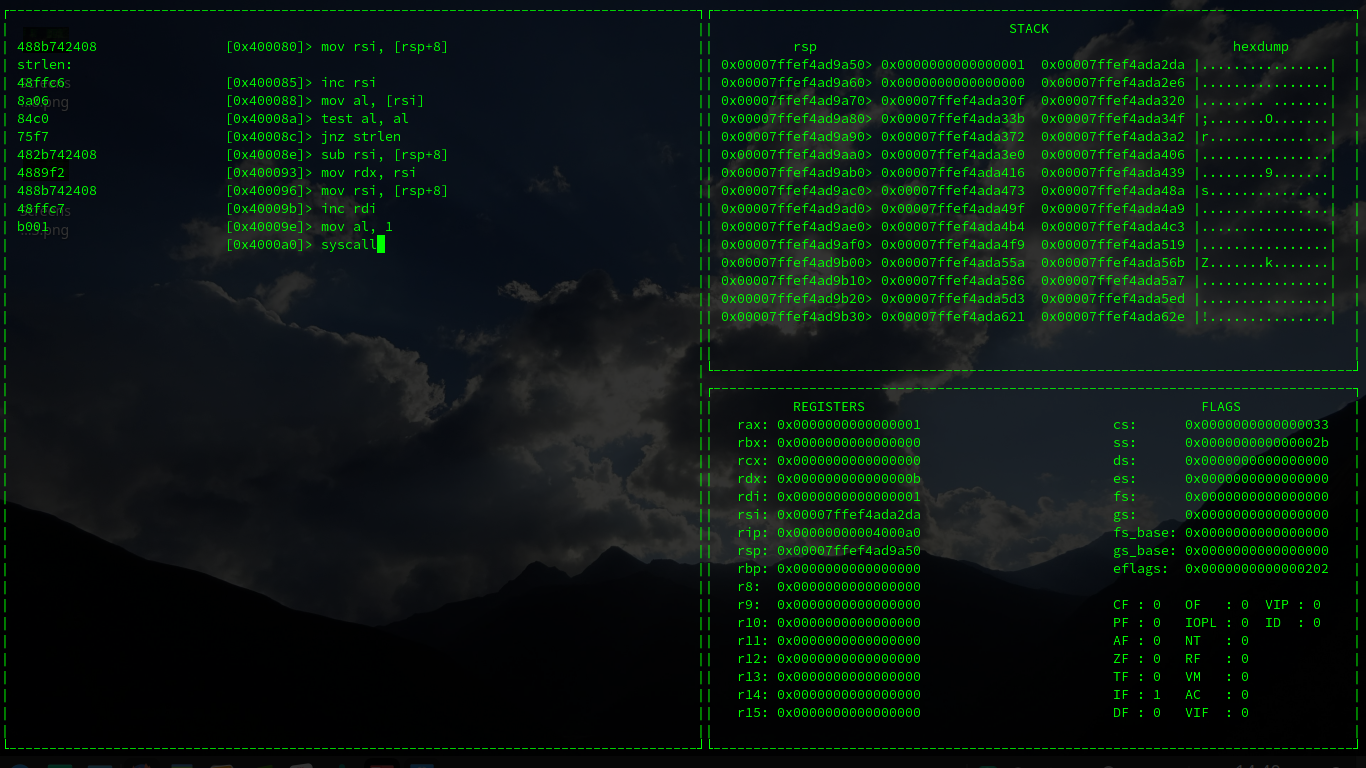 488b742408 [0x400080]> mov rsi, [rsp+8]
strlen:
48ffc6 [0x400085]> inc rsi
8a06 [0x400088]> mov al, [rsi]
84c0 [0x40008a]> test al, al
75f7 [0x40008c]> jnz strlen
482b742408 [0x40008e]> sub rsi, [rsp+8]
4889f2 [0x400093]> mov rdx, rsi
488b742408 [0x400096]> mov rsi, [rsp+8]
48ffc7 [0x40009b]> inc rdi
b001 [0x40009e]> mov al, 1
[0x4000a0]> syscall
STACK
rsp hexdump
0x00007ffef4ad9a50> 0x0000000000000001 0x00007ffef4ada2da |................|
0x00007ffef4ad9a60> 0x0000000000000000 0x00007ffef4ada2e6 |................|
0x00007ffef4ad9a70> 0x00007ffef4ada30f 0x00007ffef4ada320 |........ .......|
0x00007ffef4ad9a80> 0x00007ffef4ada33b 0x00007ffef4ada34f |;.......O.......|
0x00007ffef4ad9a90> 0x00007ffef4ada372 0x00007ffef4ada3a2 |r...............|
0x00007ffef4ad9aa0> 0x00007ffef4ada3e0 0x00007ffef4ada406 |................|
0x00007ffef4ad9ab0> 0x00007ffef4ada416 0x00007ffef4ada439 |........9.......|
0x00007ffef4ad9ac0> 0x00007ffef4ada473 0x00007ffef4ada48a |s...............|
0x00007ffef4ad9ad0> 0x00007ffef4ada49f 0x00007ffef4ada4a9 |................|
0x00007ffef4ad9ae0> 0x00007ffef4ada4b4 0x00007ffef4ada4c3 |................|
0x00007ffef4ad9af0> 0x00007ffef4ada4f9 0x00007ffef4ada519 |................|
0x00007ffef4ad9b00> 0x00007ffef4ada55a 0x00007ffef4ada56b |Z.......k.......|
0x00007ffef4ad9b10> 0x00007ffef4ada586 0x00007ffef4ada5a7 |................|
0x00007ffef4ad9b20> 0x00007ffef4ada5d3 0x00007ffef4ada5ed |................|
0x00007ffef4ad9b30> 0x00007ffef4ada621 0x00007ffef4ada62e |!...............|
REGISTERS FLAGS
rax: 0x0000000000000001 cs: 0x0000000000000033
rbx: 0x0000000000000000 ss: 0x000000000000002b
rcx: 0x0000000000000000 ds: 0x0000000000000000
rdx: 0x000000000000000b es: 0x0000000000000000
rdi: 0x0000000000000001 fs: 0x0000000000000000
rsi: 0x00007ffef4ada2da gs: 0x0000000000000000
rip: 0x00000000004000a0 fs_base: 0x0000000000000000
rsp: 0x00007ffef4ad9a50 gs_base: 0x0000000000000000
rbp: 0x0000000000000000 eflags: 0x0000000000000202
r8: 0x0000000000000000
r9: 0x0000000000000000 CF : 0 OF : 0 VIP : 0
r10: 0x0000000000000000 PF : 0 IOPL : 0 ID : 0
r11: 0x0000000000000000 AF : 0 NT : 0
r12: 0x0000000000000000 ZF : 0 RF : 0
r13: 0x0000000000000000 TF : 0 VM : 0
r14: 0x0000000000000000 IF : 1 AC : 0
r15: 0x0000000000000000 DF : 0 VIF : 0